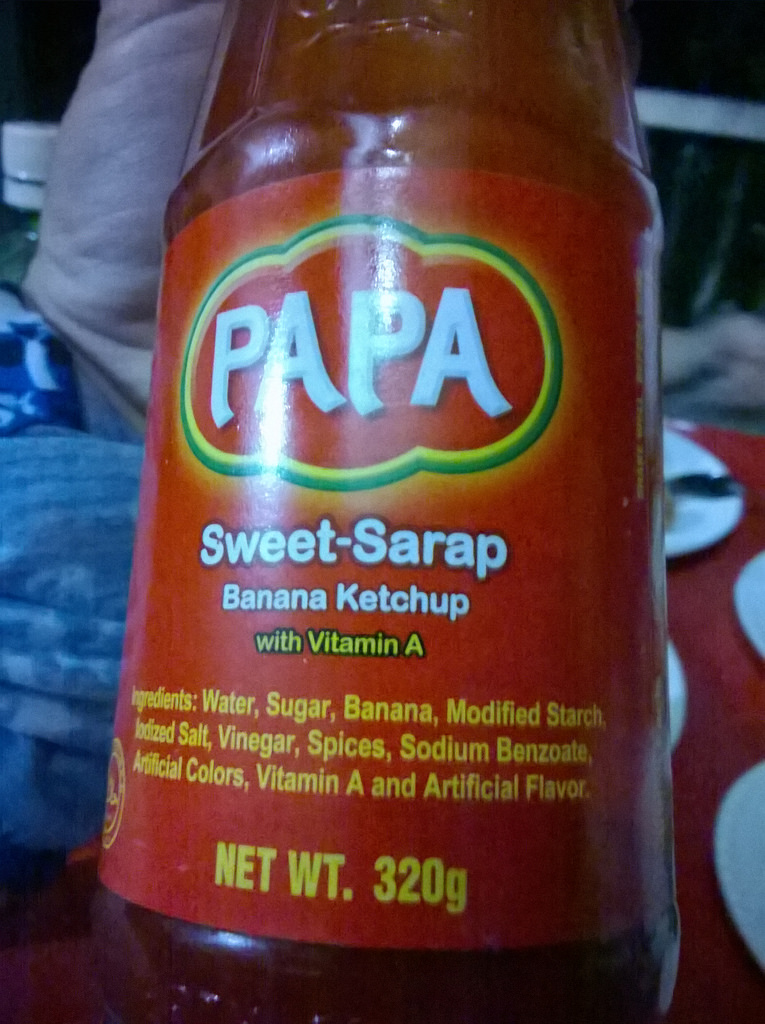 PAPA
Sweet-Sarap
Banana Ketchup
with Vitamin A
Ingredients: Water, Sugar, Banana, Modified Starch,
Iodized Salt, Vinegar, Spices, Sodium Benzoate,
Artificial Colors, Vitamin A and Artificial Flavor.
NET WT. 320g